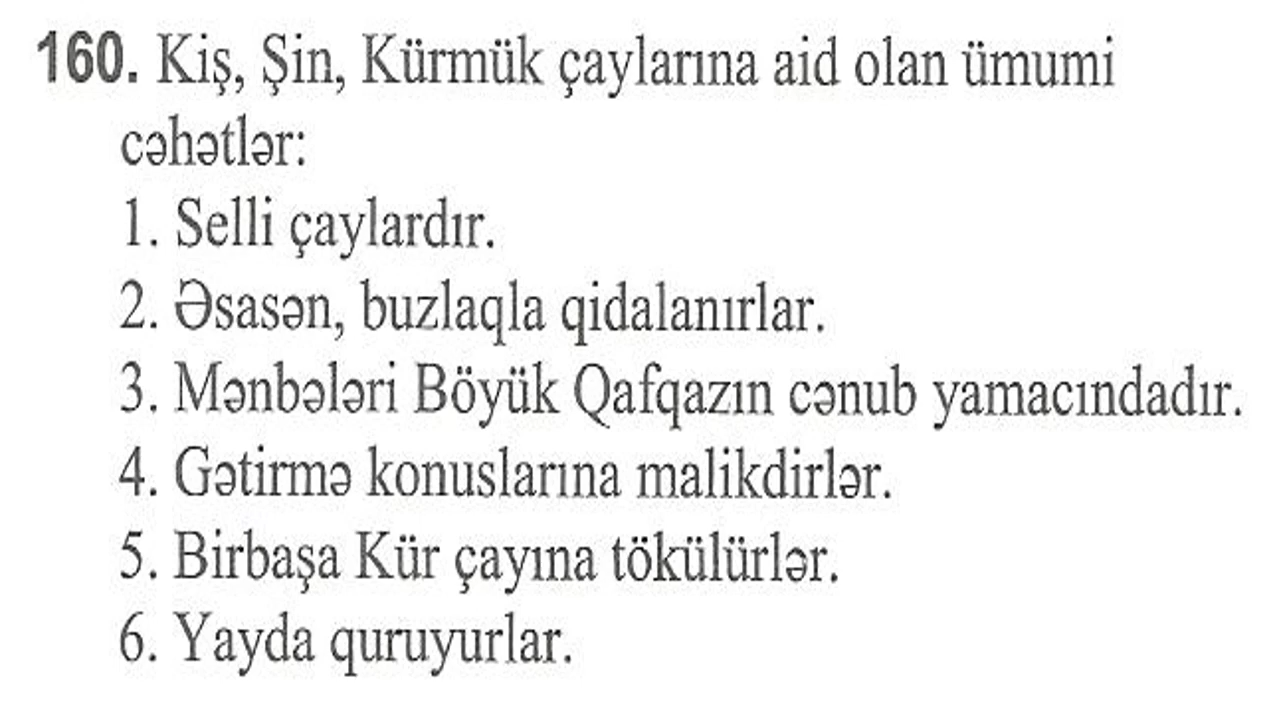 160. Kiş, Şin, Kürmük çaylarına aid olan ümumi
cəhətlər:
1. Selli çaylardır.
2. Əsasən, buzlaqla qidalanırlar.
3. Mənbələri Böyük Qafqazın cənub yamacındadır.
4. Gətirmə konuslarına malikdirlər.
5. Birbaşa Kür çayına tökülürlər.
6. Yayda quruyurlar.